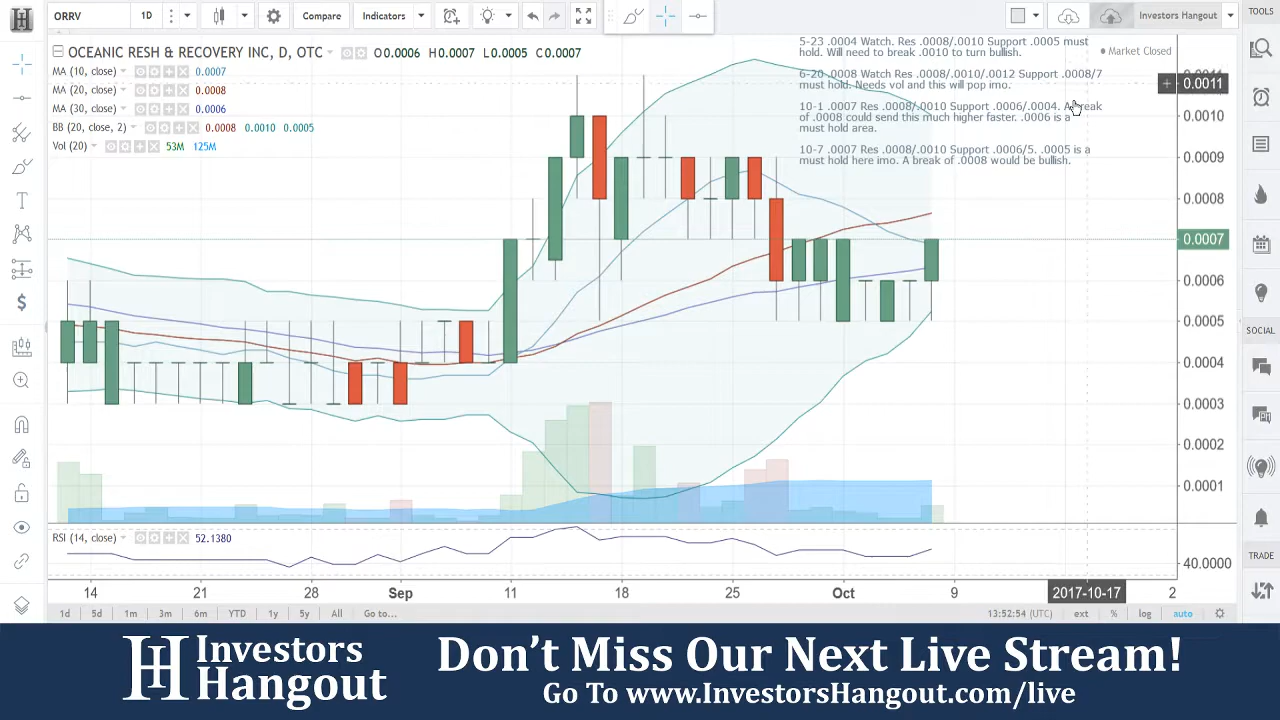 ORRV 1D Compare Indicators Investors Hangout TOOLS
OCEANIC RESH & RECOVERY INC, D, OTC O0.0006 H0.0007 L0.0005 C0.0007
MA (10, close) 0.0007
MA (20, close) 0.0008
MA (30, close) 0.0006
BB (20, close, 2) 0.0008 0.0010 0.0005
Vol (20) 53M 125M
5-23 .0004 Watch. Res .0008/.0010 Support .0005 must
hold. Will need to break .0010 to turn bullish.
Market Closed
6-20 .0008 Watch Res .0008/.0010/.0012 Support .0008/7
must hold. Needs vol and this will pop imo.
10-1 .0007 Res .0008/.0010 Support .0006/.0004. A break
of .0008 could send this much higher faster. .0006 is a
must hold area.
10-7 .0007 Res .0008/.0010 Support .0006/5. .0005 is a
must hold here imo. A break of .0008 would be bullish.
0.0011
0.0010
0.0009
0.0008
0.0007
0.0006
0.0005
0.0004
0.0003
0.0002
0.0001
SOCIAL
TRADE
RSI (14, close) 52.1380
40.0000
14 21 28 Sep 11 18 25 Oct 9 2017-10-17 2
1d 5d 1m 3m 6m YTD 1y 5y All Go to... 13:52:54 (UTC) ext % log auto
H Investors
Hangout
Don't Miss Our Next Live Stream!
Go To www.InvestorsHangout.com/live